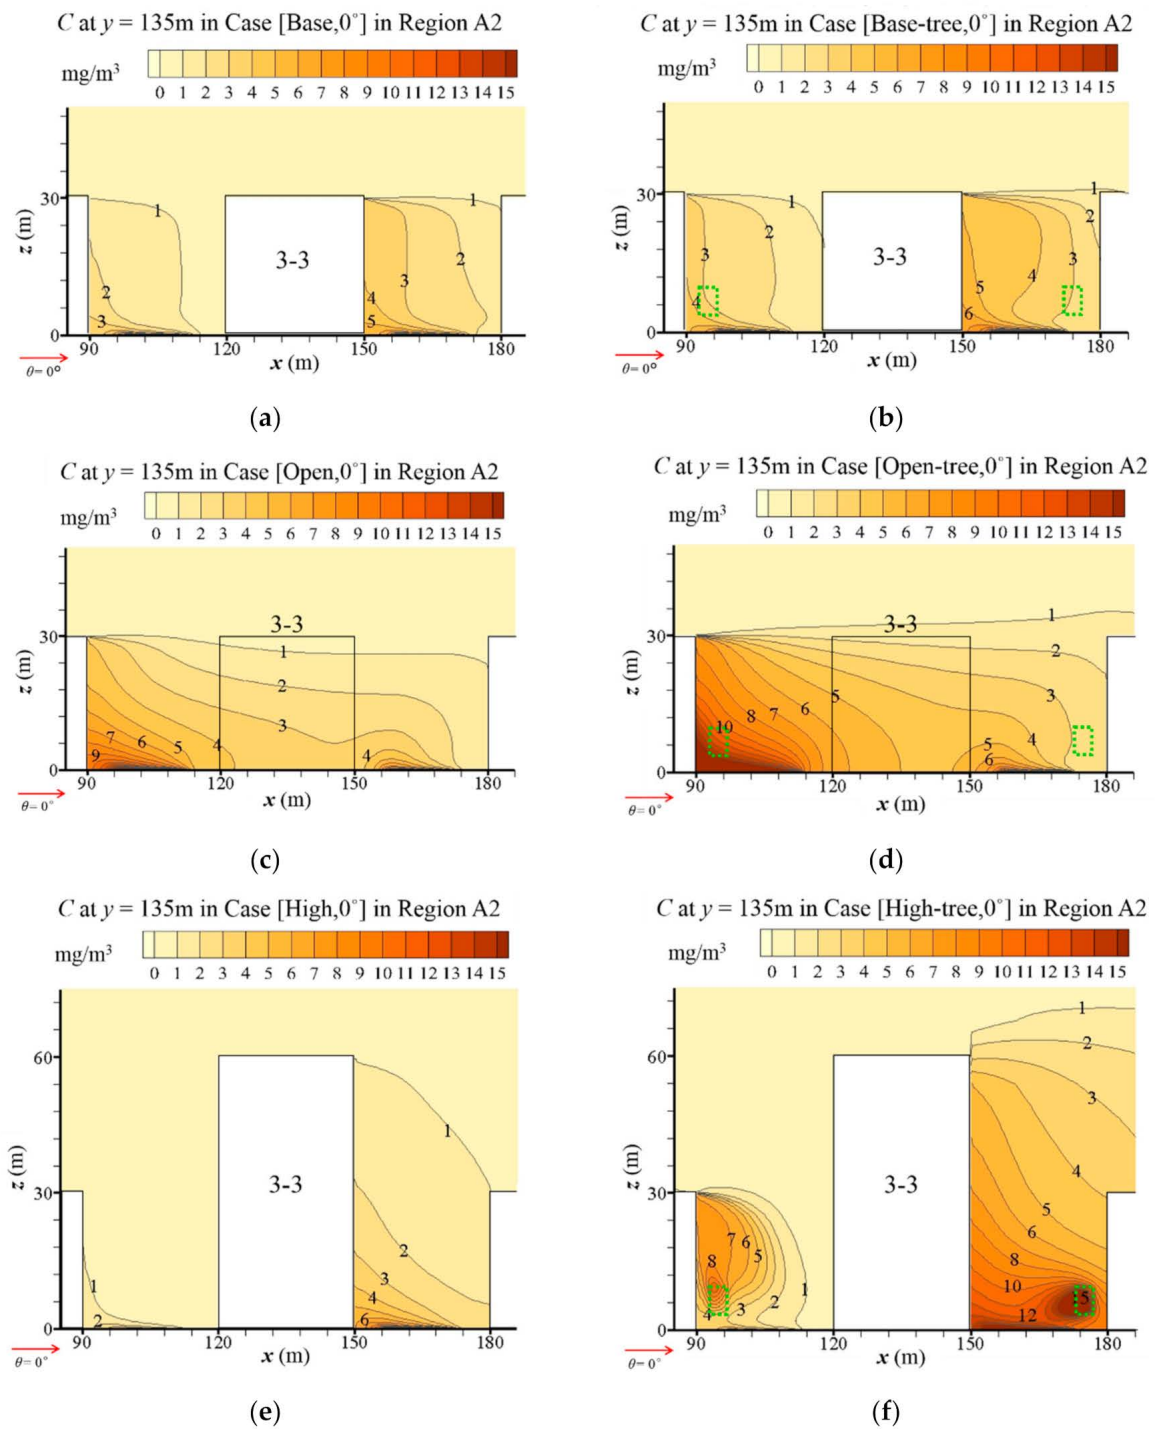 C at y = 135m in Case [Base,0°] in Region A2
mg/m³
0 1 2 3 4 5 6 7 8 9 10 11 12 13 14 15
z (m)
30
0
1
2
3
3-3
1
2
3
4
5
90 120 150 180
x (m)
θ= 0°
(a)
C at y = 135m in Case [Base-tree,0°] in Region A2
mg/m³
0 1 2 3 4 5 6 7 8 9 10 11 12 13 14 15
z (m)
30
0
1
2
3
4
3-3
1
2
3
4
5
6
90 120 150 180
x (m)
θ= 0°
(b)
C at y = 135m in Case [Open,0°] in Region A2
mg/m³
0 1 2 3 4 5 6 7 8 9 10 11 12 13 14 15
z (m)
30
0
3-3
1
2
3
4
4
5
6
7
9
90 120 150 180
x (m)
θ= 0°
(c)
C at y = 135m in Case [Open-tree,0°] in Region A2
mg/m³
0 1 2 3 4 5 6 7 8 9 10 11 12 13 14 15
z (m)
30
0
3-3
1
2
3
4
5
6
5
6
7
8
10
90 120 150 180
x (m)
θ= 0°
(d)
C at y = 135m in Case [High,0°] in Region A2
mg/m³
0 1 2 3 4 5 6 7 8 9 10 11 12 13 14 15
z (m)
60
30
0
1
2
3-3
1
2
3
4
6
90 120 150 180
x (m)
θ= 0°
(e)
C at y = 135m in Case [High-tree,0°] in Region A2
mg/m³
0 1 2 3 4 5 6 7 8 9 10 11 12 13 14 15
z (m)
60
30
0
8
7
6
5
4
3
2
1
3-3
1
2
3
4
5
6
8
10
12
5
90 120 150 180
x (m)
θ= 0°
(f)